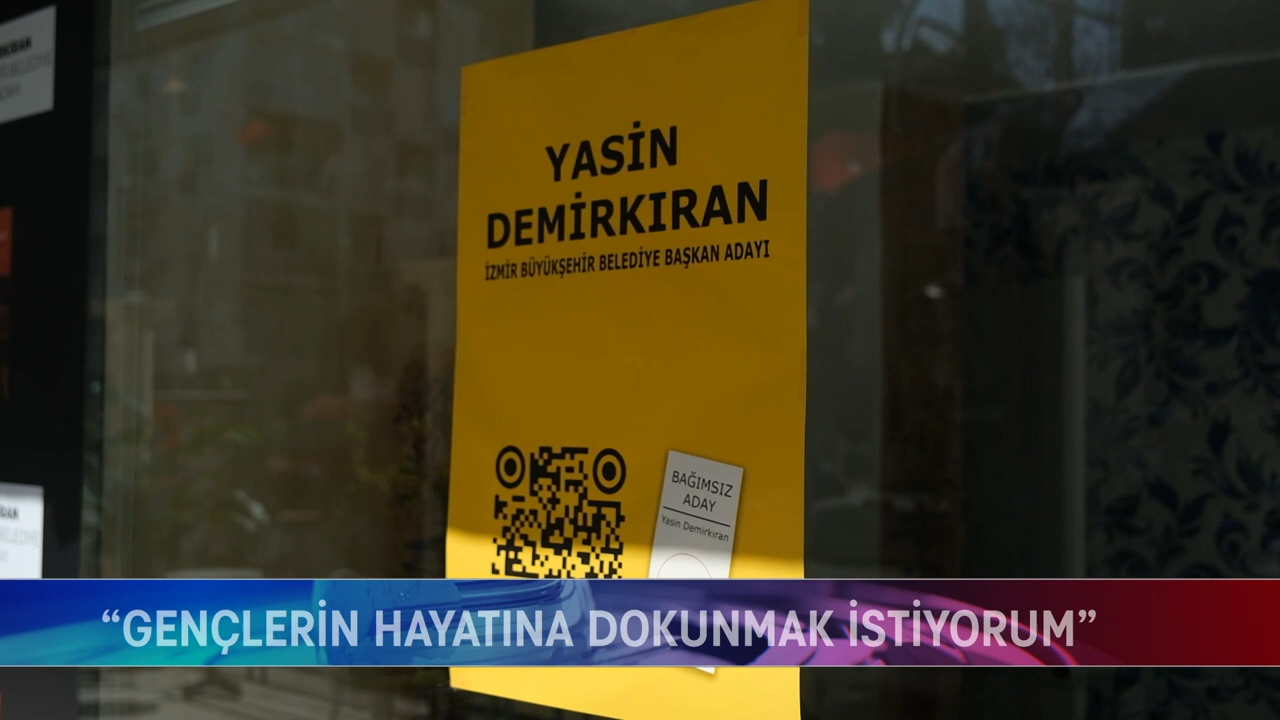 YASİN
DEMİRKIRAN
İZMİR BÜYÜKŞEHİR BELEDİYE BAŞKAN ADAYI
BAĞIMSIZ
ADAY
Yasin Demirkıran
“GENÇLERİN HAYATINA DOKUNMAK İSTİYORUM”